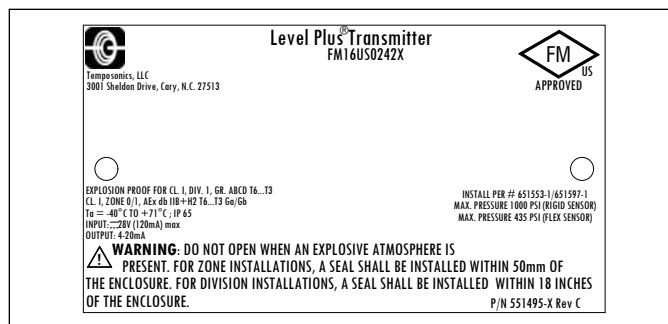 Level Plus® Transmitter
FM16US0242X
FM
US
APPROVED
Temposonics, LLC
3001 Sheldon Drive, Cary, N.C. 27513
EXPLOSION PROOF FOR CL. I, DIV. 1, GR. ABCD T6...T3
CL. I, ZONE 0/1, AEx db IIB+H2 T6...T3 Ga/Gb
Ta = -40°C TO +71°C ; IP 65
INPUT:⎓28V (120mA) max
OUTPUT: 4-20mA
INSTALL PER # 651553-1/651597-1
MAX. PRESSURE 1000 PSI (RIGID SENSOR)
MAX. PRESSURE 435 PSI (FLEX SENSOR)
WARNING: DO NOT OPEN WHEN AN EXPLOSIVE ATMOSPHERE IS
PRESENT. FOR ZONE INSTALLATIONS, A SEAL SHALL BE INSTALLED WITHIN 50mm OF
THE ENCLOSURE. FOR DIVISION INSTALLATIONS, A SEAL SHALL BE INSTALLED WITHIN 18 INCHES
OF THE ENCLOSURE.
P/N 551495-X Rev C